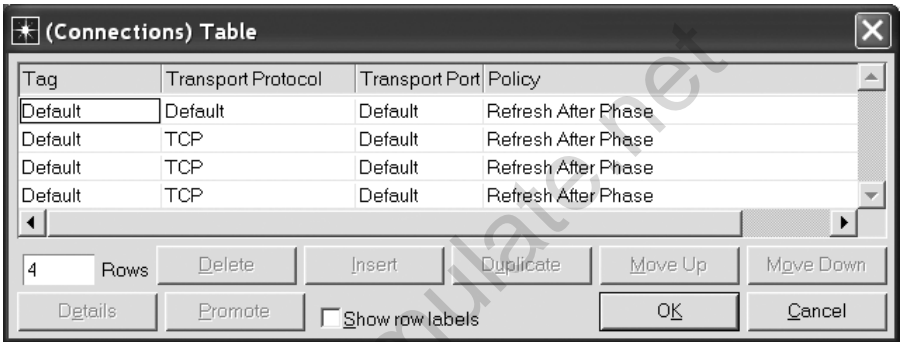 (Connections) Table
Tag Transport Protocol Transport Port Policy
Default Default Default Refresh After Phase
Default TCP Default Refresh After Phase
Default TCP Default Refresh After Phase
Default TCP Default Refresh After Phase
4 Rows Delete Insert Duplicate Move Up Move Down
Details Promote Show row labels OK Cancel